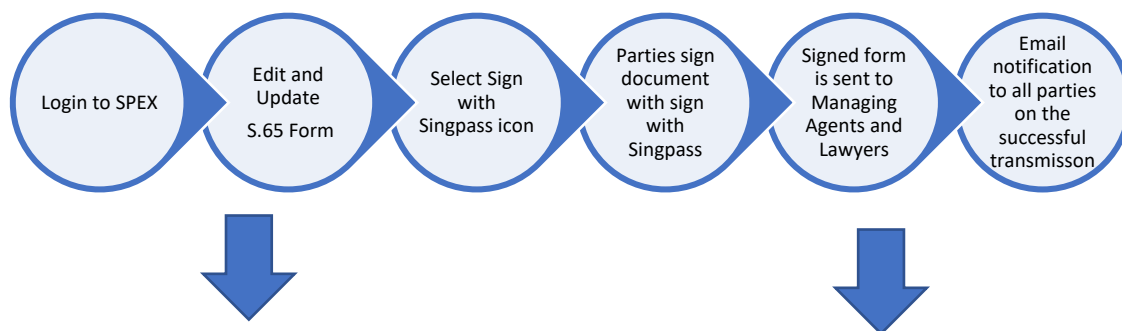 Login to SPEX
Edit and
Update
S.65 Form
Select Sign
with
Singpass icon
Parties sign
document
with sign
with
Singpass
Signed form
is sent to
Managing
Agents and
Lawyers
Email
notification
to all parties
on the
successful
transmisson